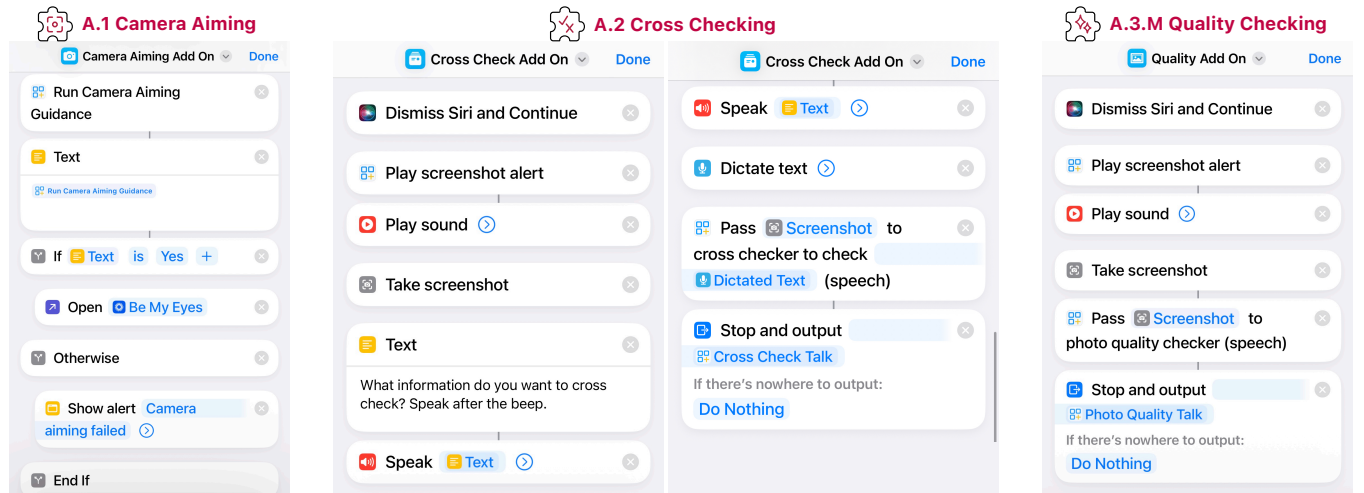 A.1 Camera Aiming
Camera Aiming Add On
Done
Run Camera Aiming
Guidance
Text
Run Camera Aiming Guidance
If Text is Yes +
Open Be My Eyes
Otherwise
Show alert Camera
aiming failed
End If
A.2 Cross Checking
Cross Check Add On
Done
Dismiss Siri and Continue
Play screenshot alert
Play sound
Take screenshot
Text
What information do you want to cross
check? Speak after the beep.
Speak Text
Cross Check Add On
Done
Speak Text
Dictate text
Pass Screenshot to
cross checker to check
Dictated Text (speech)
Stop and output
Cross Check Talk
If there's nowhere to output:
Do Nothing
A.3.M Quality Checking
Quality Add On
Done
Dismiss Siri and Continue
Play screenshot alert
Play sound
Take screenshot
Pass Screenshot to
photo quality checker (speech)
Stop and output
Photo Quality Talk
If there's nowhere to output:
Do Nothing